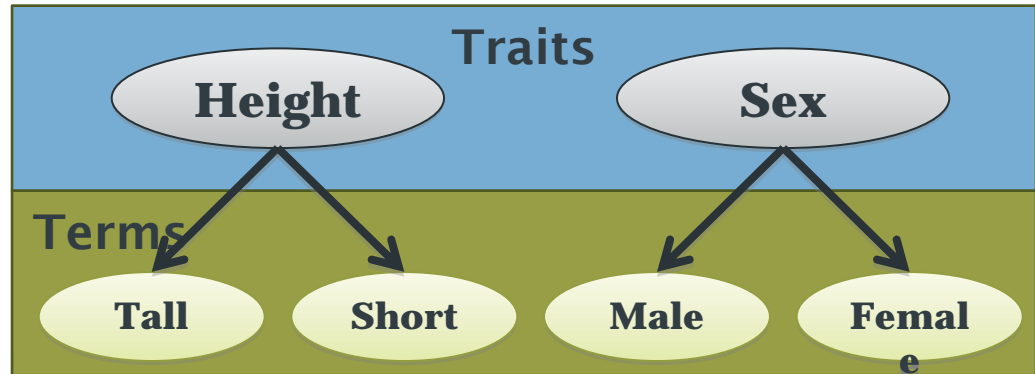 Traits
Height
Sex
Terms
Tall
Short
Male
Femal
e